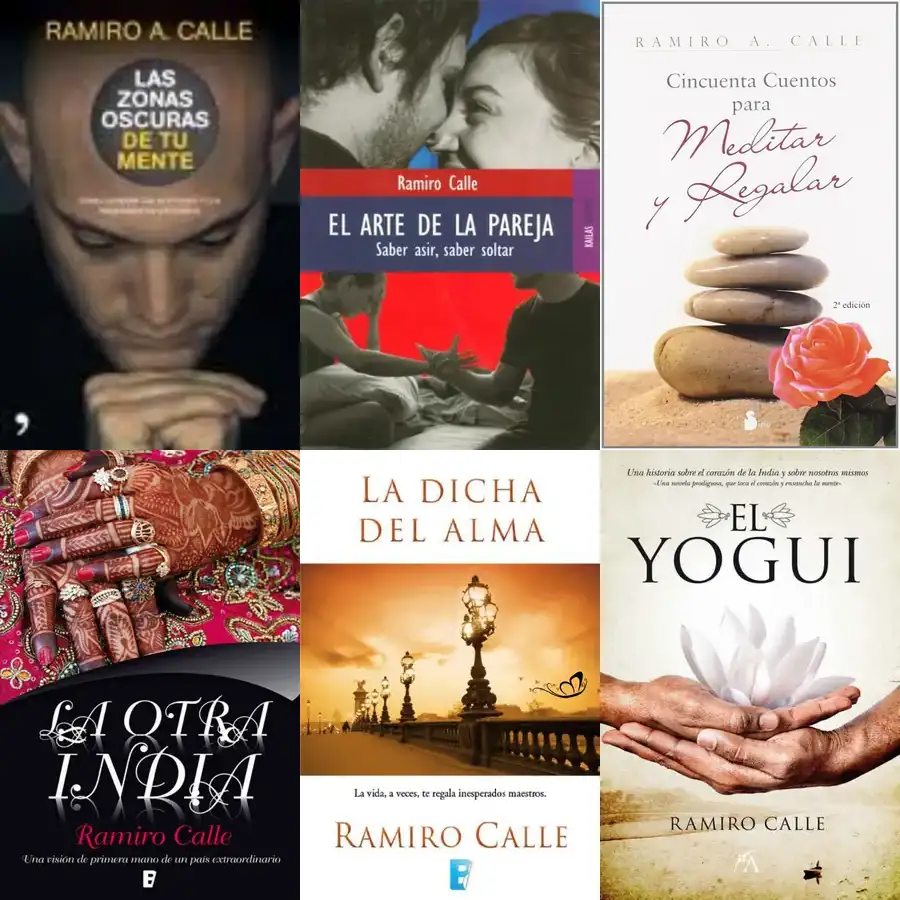 RAMIRO A. CALLE
LAS
ZONAS
OSCURAS
DE TU
MENTE
Ramiro Calle
EL ARTE DE LA PAREJA
Saber asir, saber soltar
KAILAS
RAMIRO A. CALLE
Cincuenta Cuentos
para
Meditar
y Regalar
2ª edición
LA OTRA
INDIA
Ramiro Calle
Una visión de primera mano de un país extraordinario
B
LA DICHA
DEL ALMA
La vida, a veces, te regala inesperados maestros.
RAMIRO CALLE
B
Una historia sobre el corazón de la India y sobre nosotros mismos
«Una novela prodigiosa, que toca el corazón y ensancha la mente»
EL
YOGUI
RAMIRO CALLE